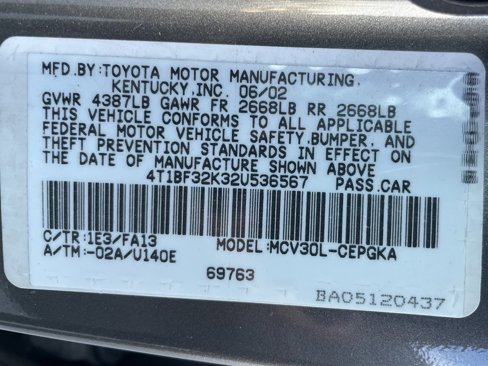 MFD.BY:TOYOTA MOTOR MANUFACTURING,
KENTUCKY,INC. 06/02
GVWR 4387LB GAWR FR 2668LB RR 2668LB
THIS VEHICLE CONFORMS TO ALL APPLICABLE
FEDERAL MOTOR VEHICLE SAFETY,BUMPER, AND
THEFT PREVENTION STANDARDS IN EFFECT ON
THE DATE OF MANUFACTURE SHOWN ABOVE
4T1BF32K32U536567 PASS.CAR
C/TR:1E3/FA13 MODEL:MCV30L-CEPGKA
A/TM:-02A/U140E
69763
BA05120437